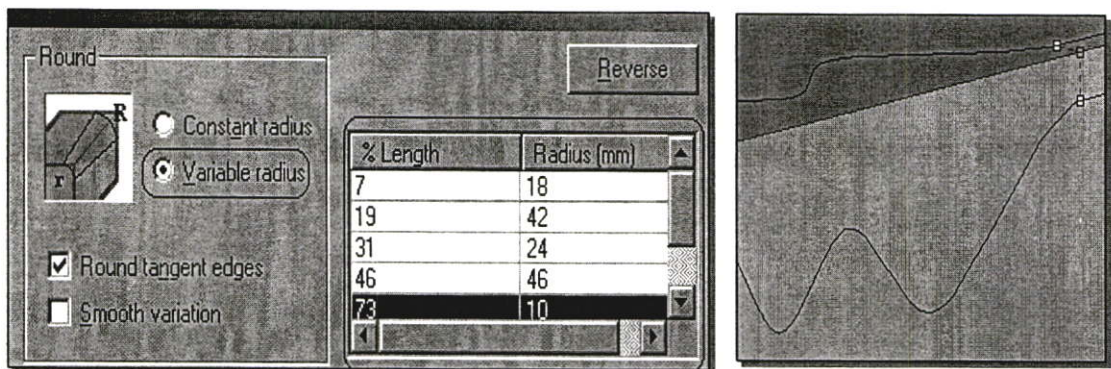 Round
Reverse
R
r
Constant radius
Variable radius
Round tangent edges
Smooth variation
% Length Radius (mm)
7 18
19 42
31 24
46 46
73 10